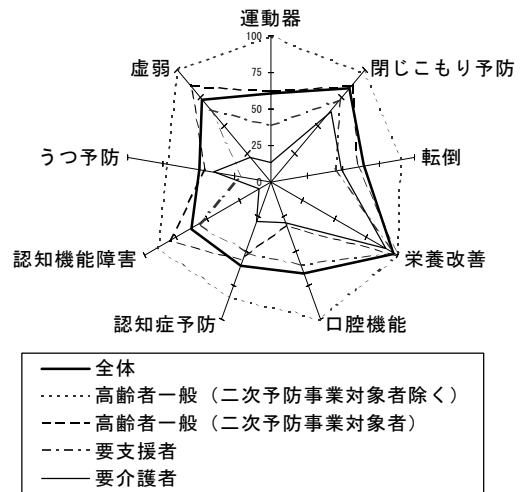 運動器
100
虚弱
閉じこもり予防
75
50
うつ予防
25
転倒
0
認知機能障害
栄養改善
認知症予防
口腔機能
全体
高齢者一般（二次予防事業対象者除く）
高齢者一般（二次予防事業対象者）
要支援者
要介護者